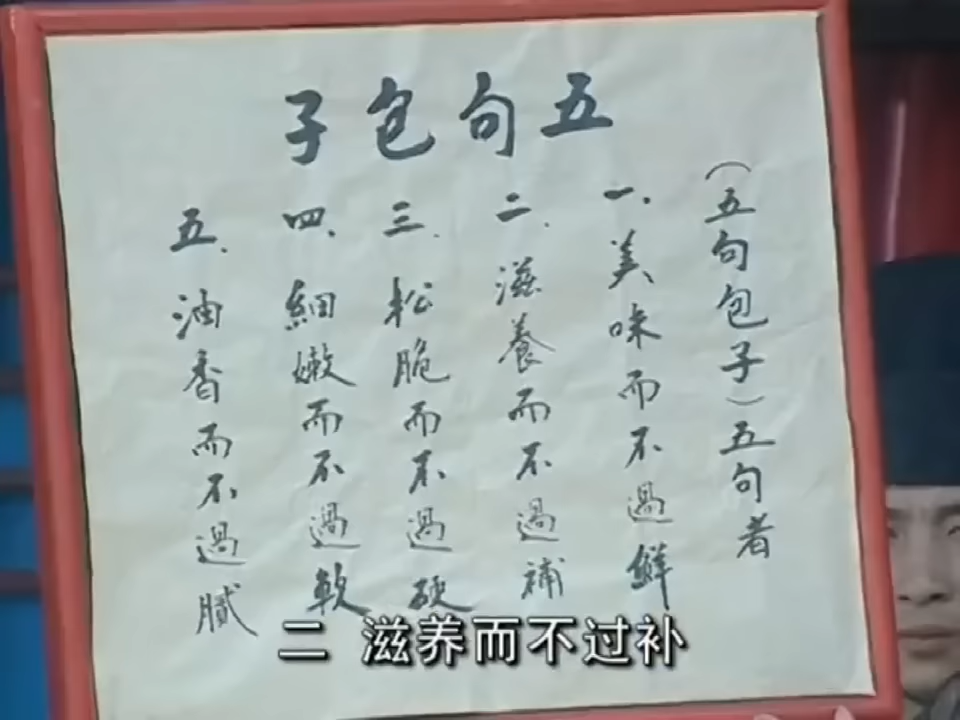 五句包子
（五句包子）五句者
一、美味而不過鮮
二、滋養而不過補
三、松脆而不過硬
四、細嫩而不過軟
五、油香而不過膩
二 滋养而不过补